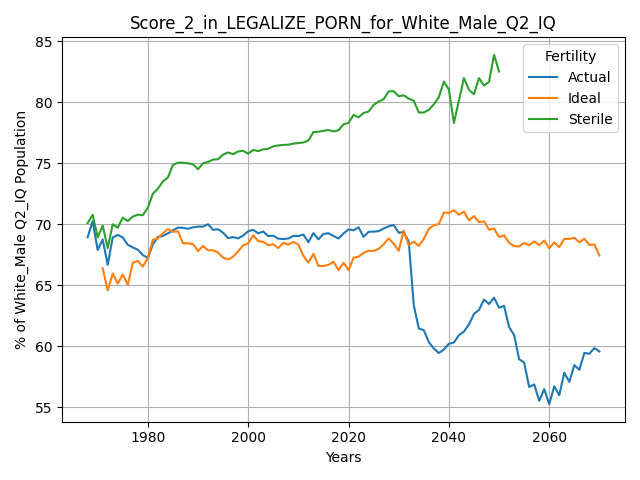 Score_2_in_LEGALIZE_PORN_for_White_Male_Q2_IQ
% of White_Male Q2_IQ Population
85
80
75
70
65
60
55
Fertility
Actual
Ideal
Sterile
1980
2000
2020
2040
2060
Years